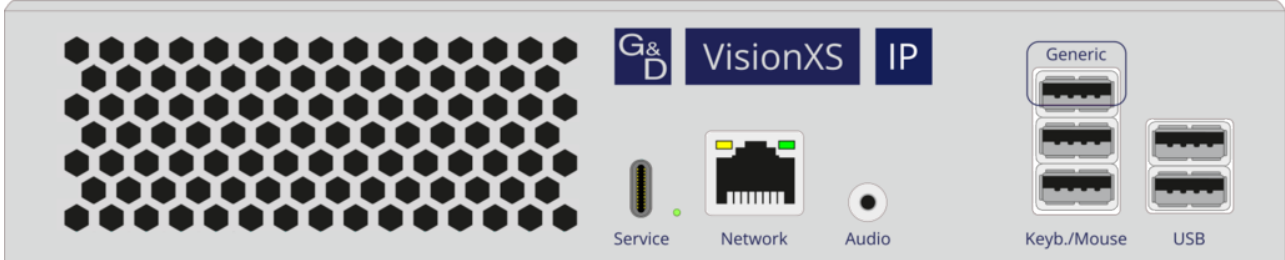 G&D VisionXS IP
Generic
Service Network Audio Keyb./Mouse USB